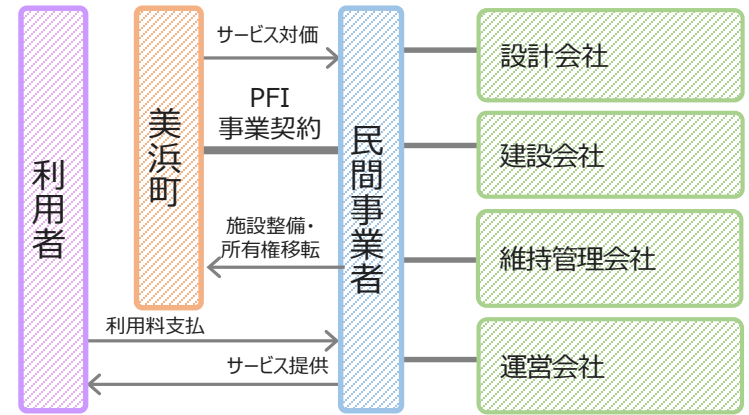 利用者
美浜町
サービス対価
PFI
事業契約
施設整備・
所有権移転
利用料支払
サービス提供
民間事業者
設計会社
建設会社
維持管理会社
運営会社